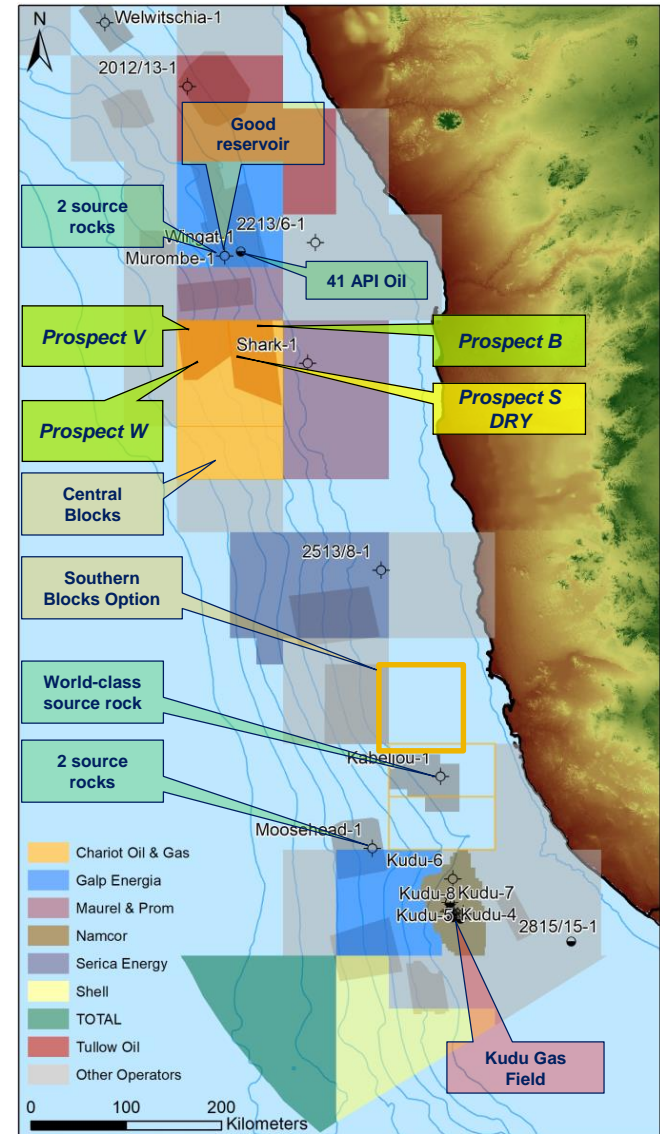 N
Welwitschia-1
2012/13-1
Good
reservoir
2 source
rocks
2213/6-1
Wingat-1
Murombe-1
41 API Oil
Prospect V
Prospect B
Shark-1
Prospect W
Prospect S
DRY
Central
Blocks
2513/8-1
Southern
Blocks Option
World-class
source rock
Kabeljou-1
2 source
rocks
Moosehead-1
Kudu-6
Kudu-8
Kudu-7
Kudu-5
Kudu-4
2815/15-1
Chariot Oil & Gas
Galp Energia
Maurel & Prom
Namcor
Serica Energy
Shell
TOTAL
Tullow Oil
Other Operators
Kudu Gas
Field
0 100 200
Kilometers